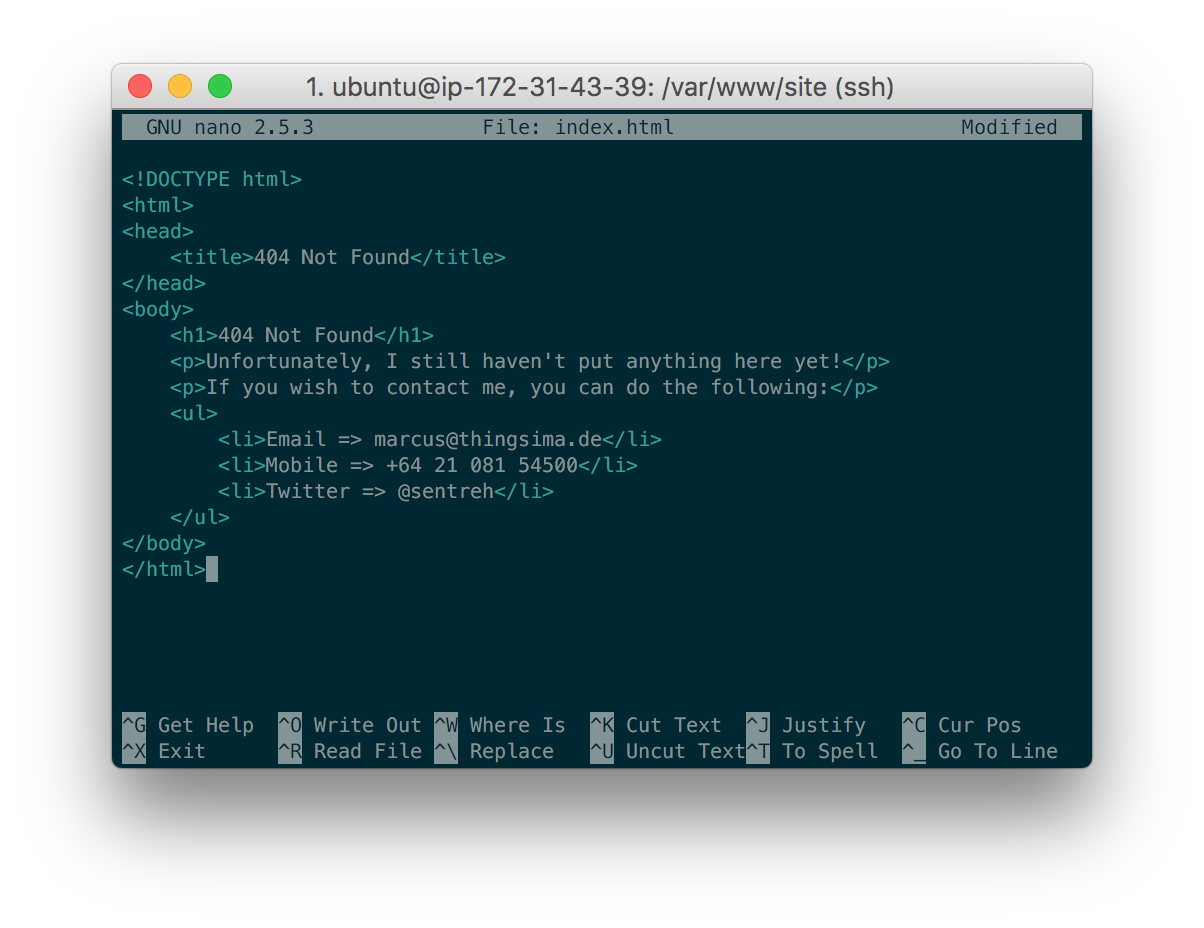 1. ubuntu@ip-172-31-43-39: /var/www/site (ssh)
GNU nano 2.5.3 File: index.html Modified
<!DOCTYPE html>
<html>
<head>
    <title>404 Not Found</title>
</head>
<body>
    <h1>404 Not Found</h1>
    <p>Unfortunately, I still haven't put anything here yet!</p>
    <p>If you wish to contact me, you can do the following:</p>
    <ul>
        <li>Email => marcus@thingsima.de</li>
        <li>Mobile => +64 21 081 54500</li>
        <li>Twitter => @sentreh</li>
    </ul>
</body>
</html>
^G Get Help ^O Write Out ^W Where Is ^K Cut Text ^J Justify ^C Cur Pos
^X Exit ^R Read File ^\ Replace ^U Uncut Text ^T To Spell ^_ Go To Line